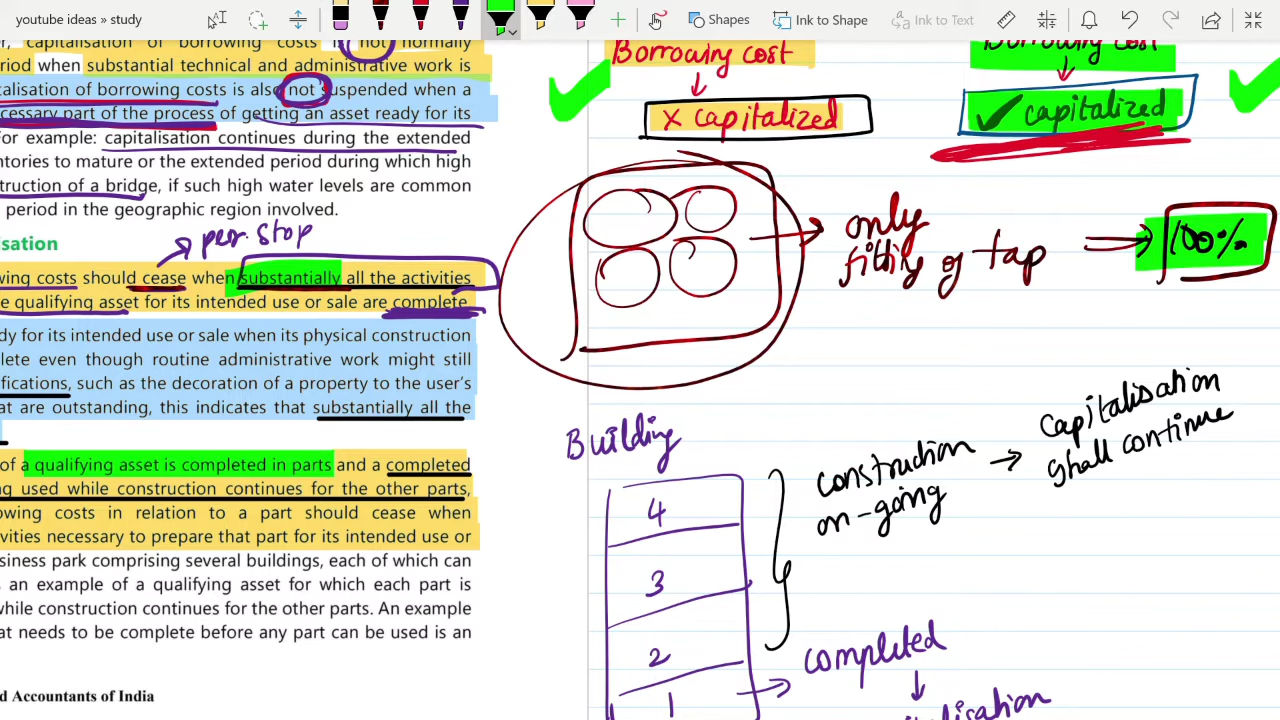 youtube ideas » study
Shapes
Ink to Shape
Ink to Text
capitalisation of borrowing costs is not normally
period when substantial technical and administrative work is
capitalisation of borrowing costs is also not suspended when a
necessary part of the process of getting an asset ready for its
For example: capitalisation continues during the extended
inventories to mature or the extended period during which high
construction of a bridge, if such high water levels are common
period in the geographic region involved.
per. stop
owing costs should cease when substantially all the activities
e qualifying asset for its intended use or sale are complete.
dy for its intended use or sale when its physical construction
lete even though routine administrative work might still
ifications, such as the decoration of a property to the user's
at are outstanding, this indicates that substantially all the
of a qualifying asset is completed in parts and a completed
ng used while construction continues for the other parts,
owing costs in relation to a part should cease when
vities necessary to prepare that part for its intended use or
siness park comprising several buildings, each of which can
s an example of a qualifying asset for which each part is
while construction continues for the other parts. An example
at needs to be complete before any part can be used is an
ed Accountants of India
Borrowing cost
x capitalized
Borrowing cost
✓ capitalized
only
fitting of tap
100%
Building
4
3
2
1
construction
on-going
Capitalisation
shall continue
completed